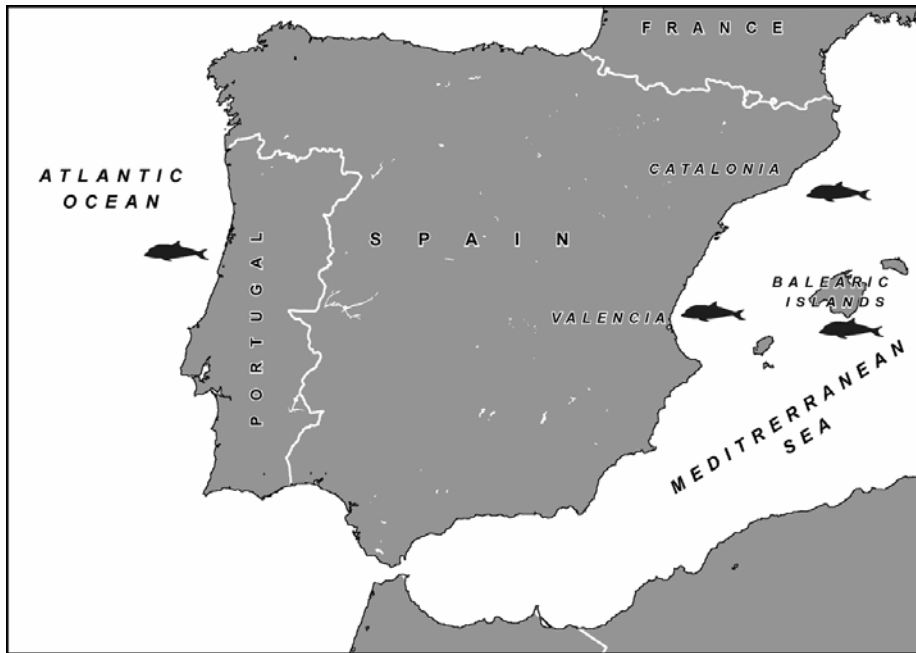 FRANCE
CATALONIA
ATLANTIC
OCEAN
SPAIN
PORTUGAL
BALEARIC
ISLANDS
VALENCIA
MEDITRERRANEAN
SEA